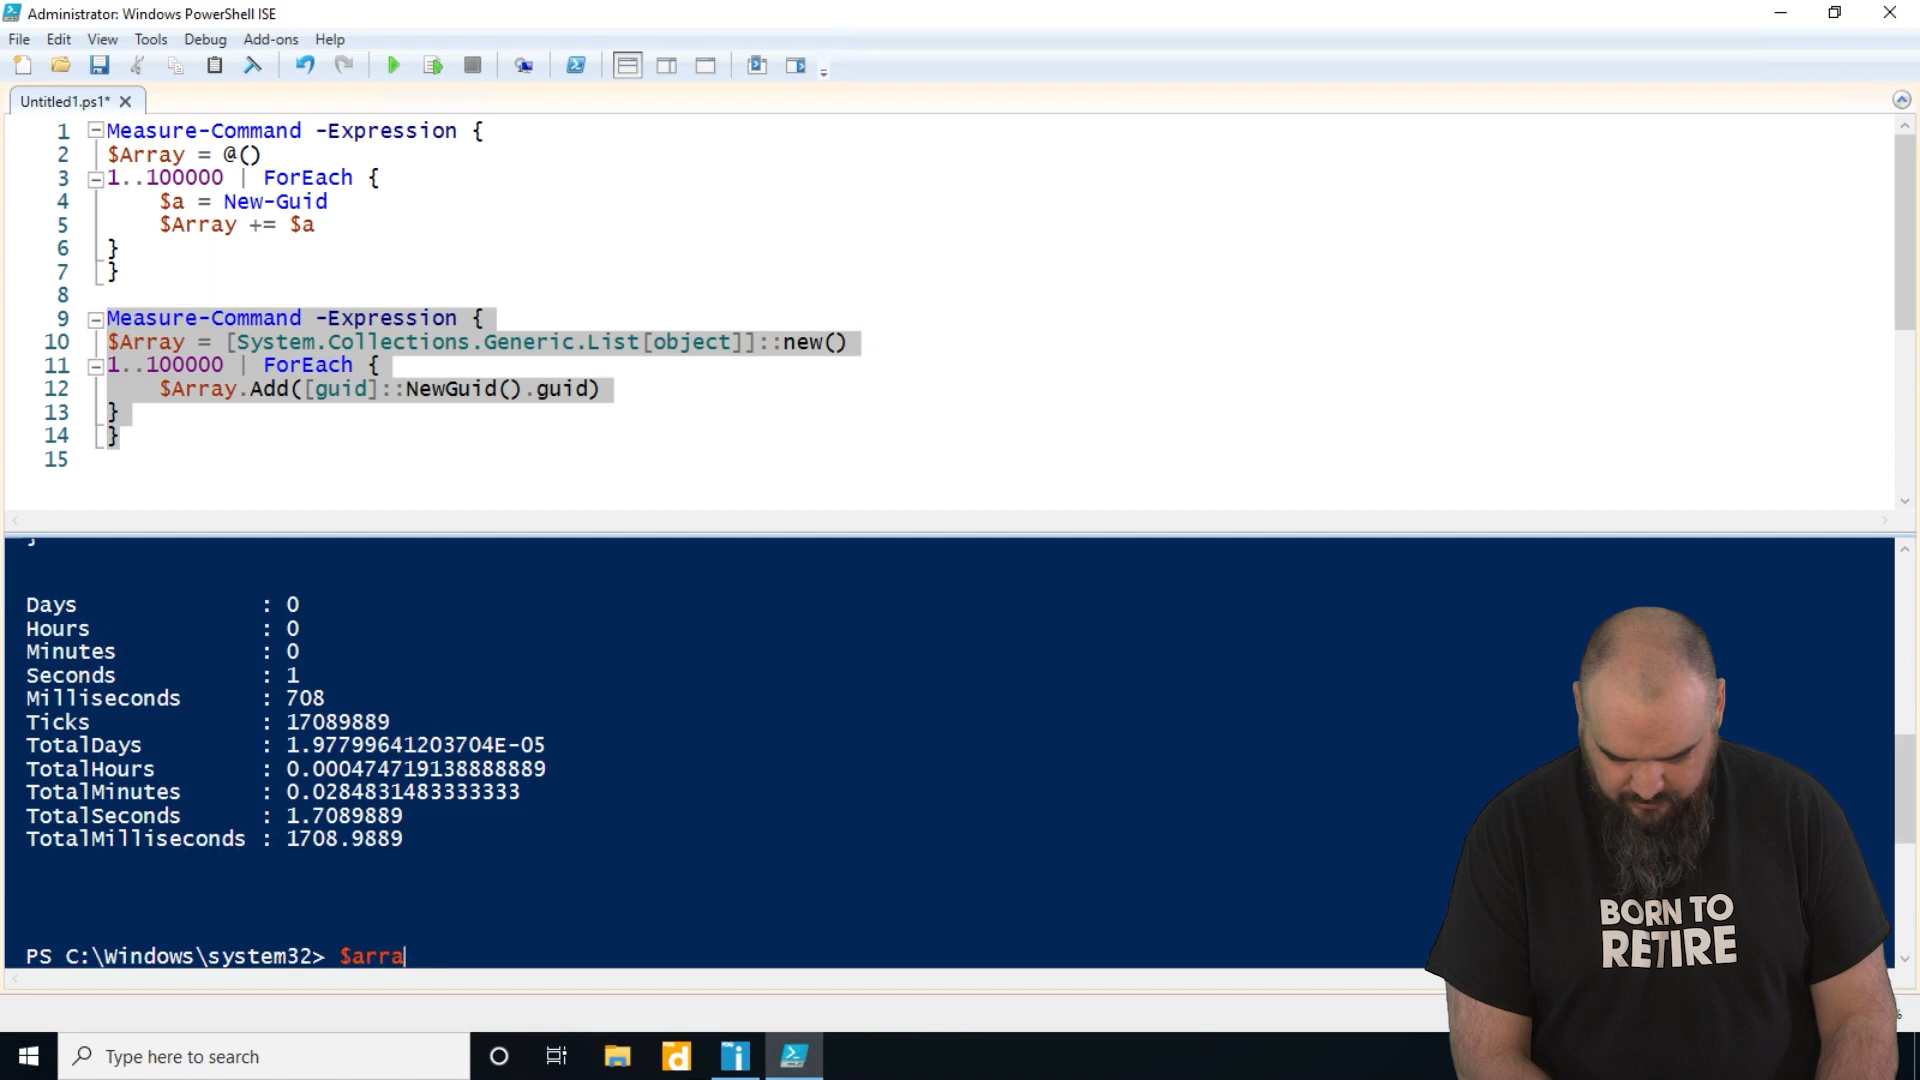 Administrator: Windows PowerShell ISE
File Edit View Tools Debug Add-ons Help
Untitled1.ps1*
1 Measure-Command -Expression {
2 $Array = @()
3 1..100000 | ForEach {
4 $a = New-Guid
5 $Array += $a
6 }
7 }
8
9 Measure-Command -Expression {
10 $Array = [System.Collections.Generic.List[object]]::new()
11 1..100000 | ForEach {
12 $Array.Add([guid]::NewGuid().guid)
13 }
14 }
15
}
Days : 0
Hours : 0
Minutes : 0
Seconds : 1
Milliseconds : 708
Ticks : 17089889
TotalDays : 1.97799641203704E-05
TotalHours : 0.000474719138888889
TotalMinutes : 0.0284831483333333
TotalSeconds : 1.7089889
TotalMilliseconds : 1708.9889
PS C:\Windows\system32> $arra
BORN TO
RETIRE
Type here to search